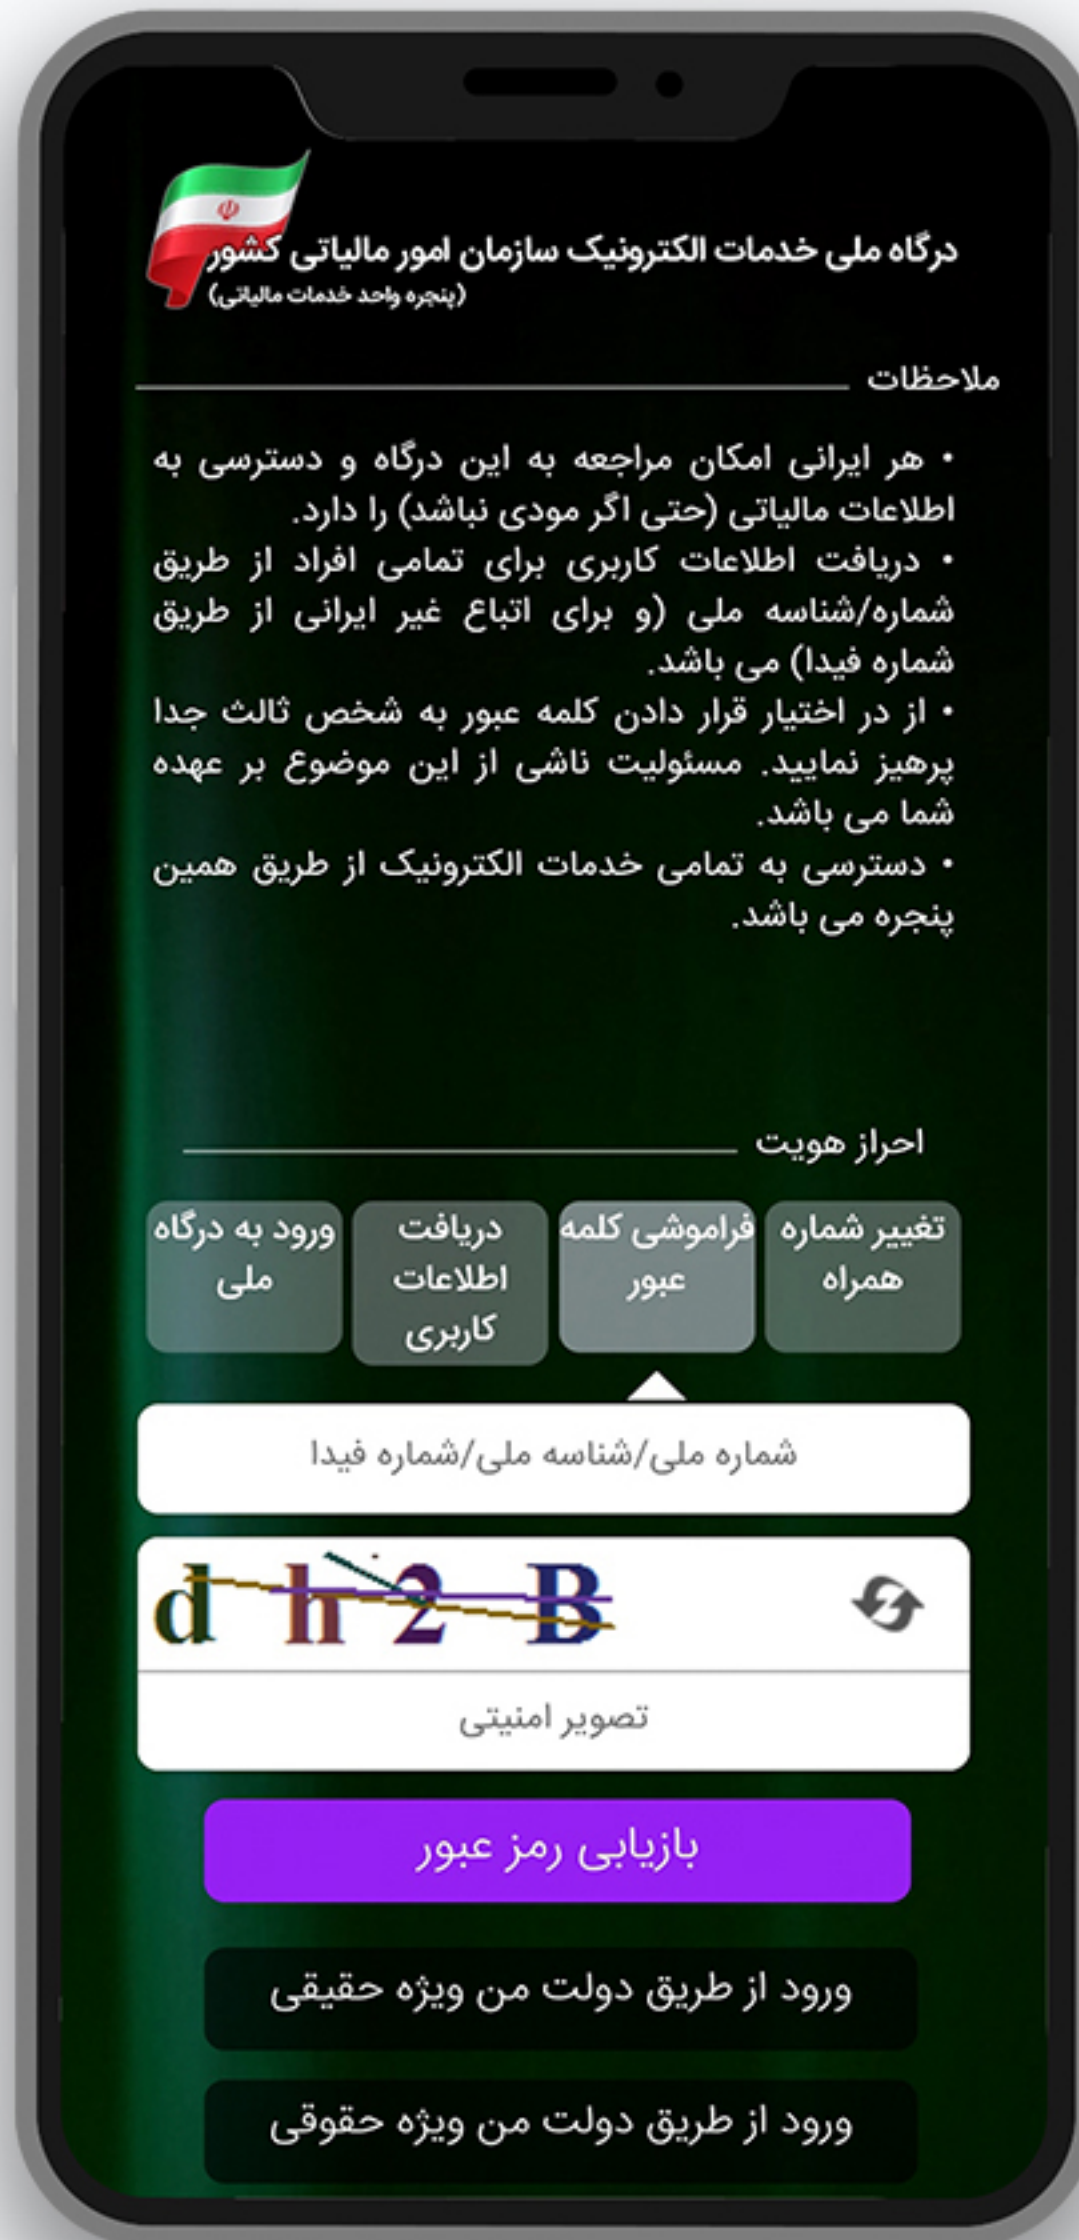 درگاه ملی خدمات الکترونیک سازمان امور مالیاتی کشور
(پنجره واحد خدمات مالیاتی)
ملاحظات
• هر ایرانی امکان مراجعه به این درگاه و دسترسی به
اطلاعات مالیاتی (حتی اگر مودی نباشد) را دارد.
• دریافت اطلاعات کاربری برای تمامی افراد از طریق
شماره/شناسه ملی (و برای اتباع غیر ایرانی از طریق
شماره فیدا) می باشد.
• از در اختیار قرار دادن کلمه عبور به شخص ثالث جدا
پرهیز نمایید. مسئولیت ناشی از این موضوع بر عهده
شما می باشد.
• دسترسی به تمامی خدمات الکترونیک از طریق همین
پنجره می باشد.
احراز هویت
تغییر شماره
همراه
فراموشی کلمه
عبور
دریافت
اطلاعات
کاربری
ورود به درگاه
ملی
شماره ملی/شناسه ملی/شماره فیدا
d h 2 B
تصویر امنیتی
بازیابی رمز عبور
ورود از طریق دولت من ویژه حقیقی
ورود از طریق دولت من ویژه حقوقی